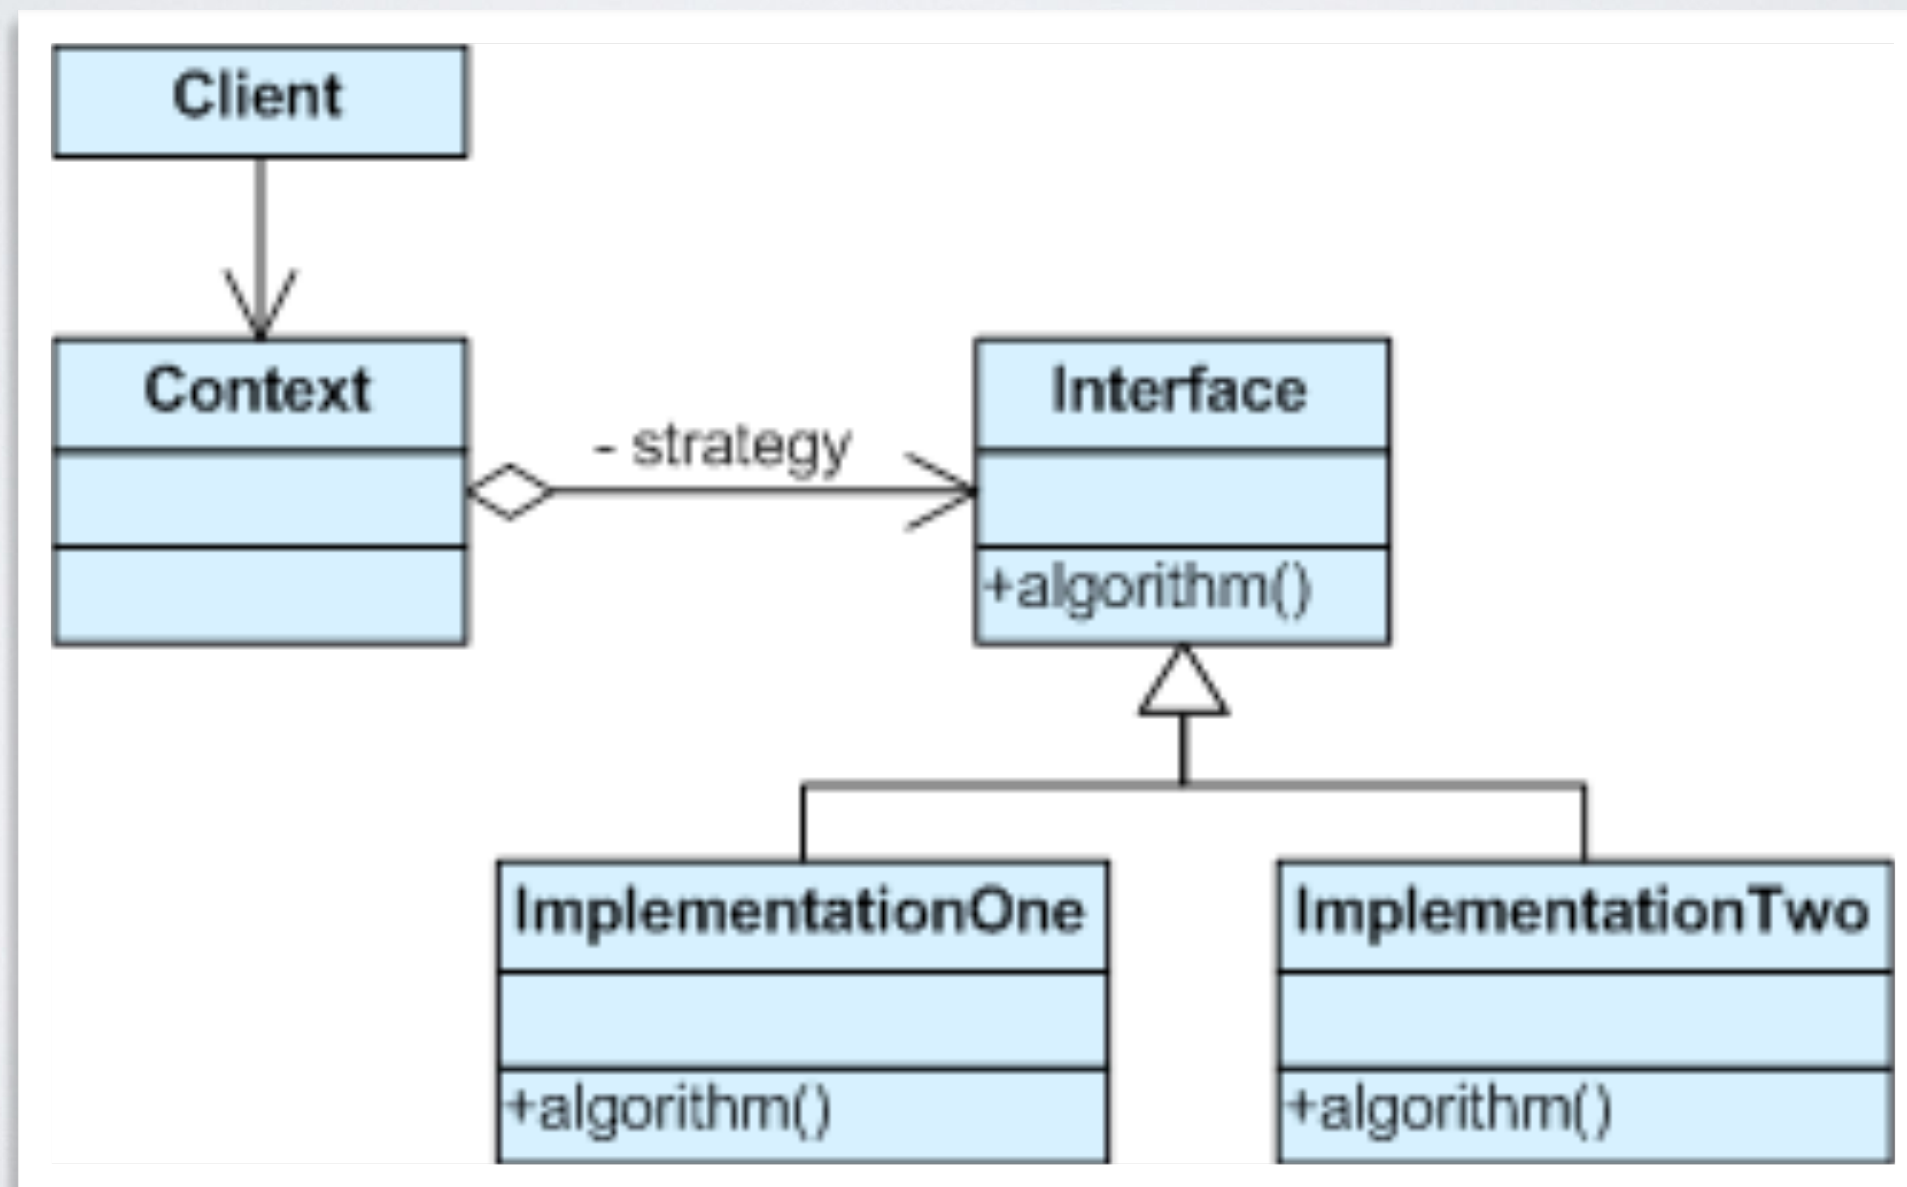 Client
Context
- strategy
Interface
+algorithm()
ImplementationOne
+algorithm()
ImplementationTwo
+algorithm()